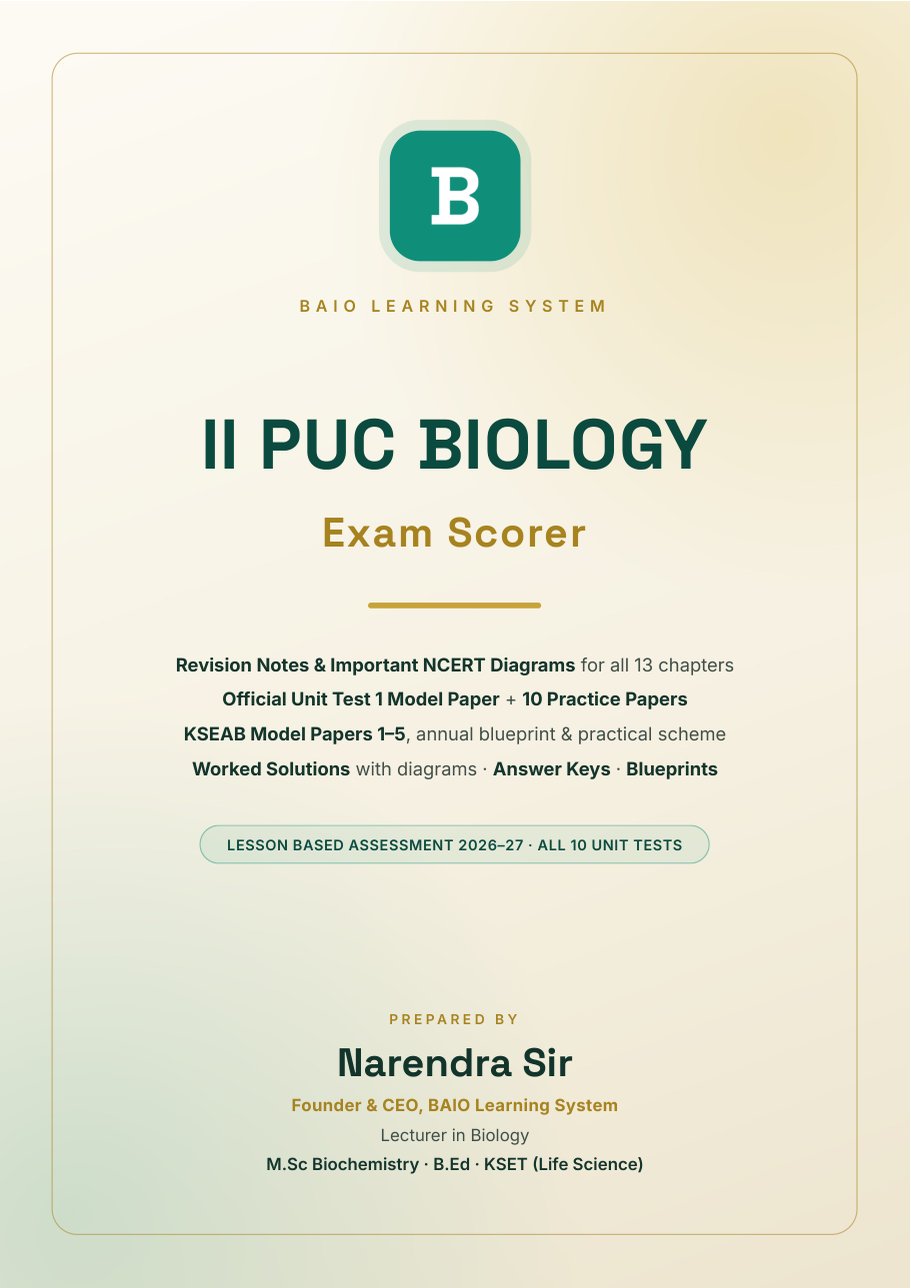 B
BAIO LEARNING SYSTEM
II PUC BIOLOGY
Exam Scorer
Revision Notes & Important NCERT Diagrams for all 13 chapters
Official Unit Test 1 Model Paper + 10 Practice Papers
KSEAB Model Papers 1–5, annual blueprint & practical scheme
Worked Solutions with diagrams · Answer Keys · Blueprints
LESSON BASED ASSESSMENT 2026–27 · ALL 10 UNIT TESTS
PREPARED BY
Narendra Sir
Founder & CEO, BAIO Learning System
Lecturer in Biology
M.Sc Biochemistry · B.Ed · KSET (Life Science)